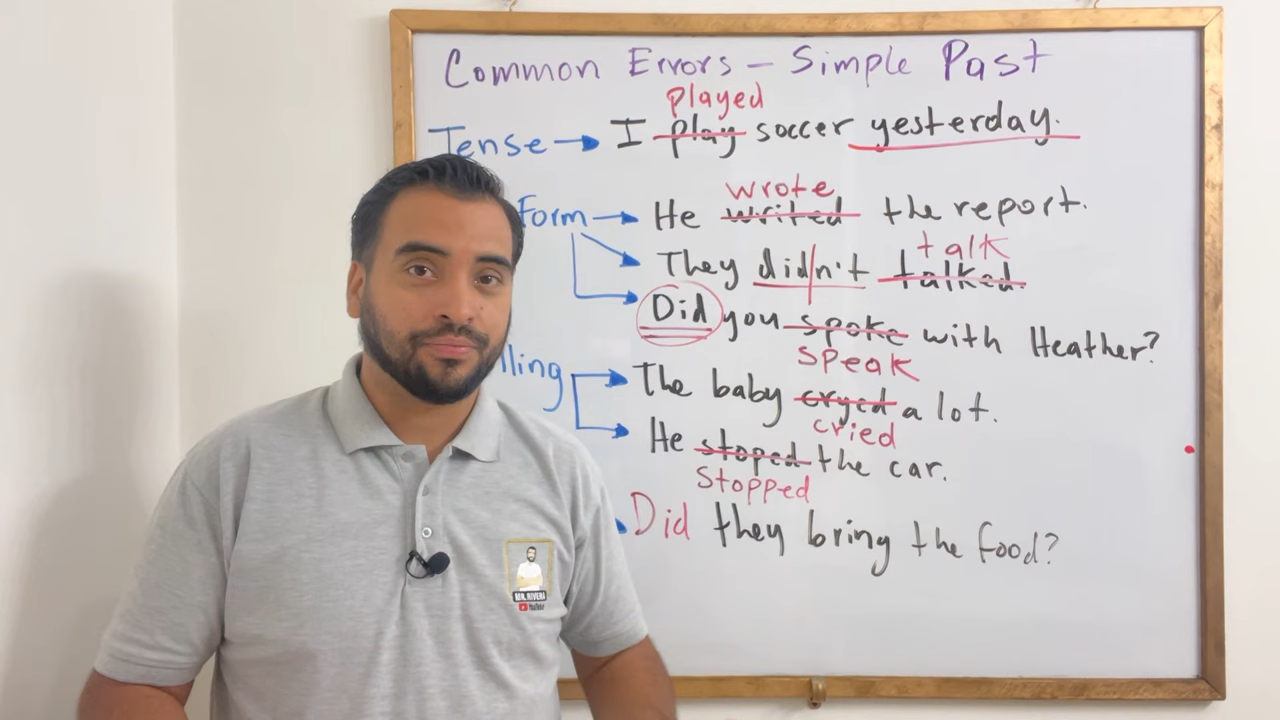 Common Errors – Simple Past
played
Tense → I play soccer yesterday.
wrote
Form → He writed the report.
talk
They didn't talked.
Did you spoke with Heather?
speak
lling
The baby cryed a lot.
cried
He stoped the car.
Stopped
Did they bring the food?
MR. RIVERA
YouTube